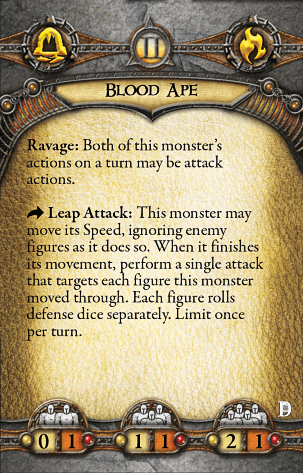 II
Blood Ape
Ravage: Both of this monster's
actions on a turn may be attack
actions.
Leap Attack: This monster may
move its Speed, ignoring enemy
figures as it does so. When it finishes
its movement, perform a single attack
that targets each figure this monster
moved through. Each figure rolls
defense dice separately. Limit once
per turn.
D
0 1 1 1 2 1